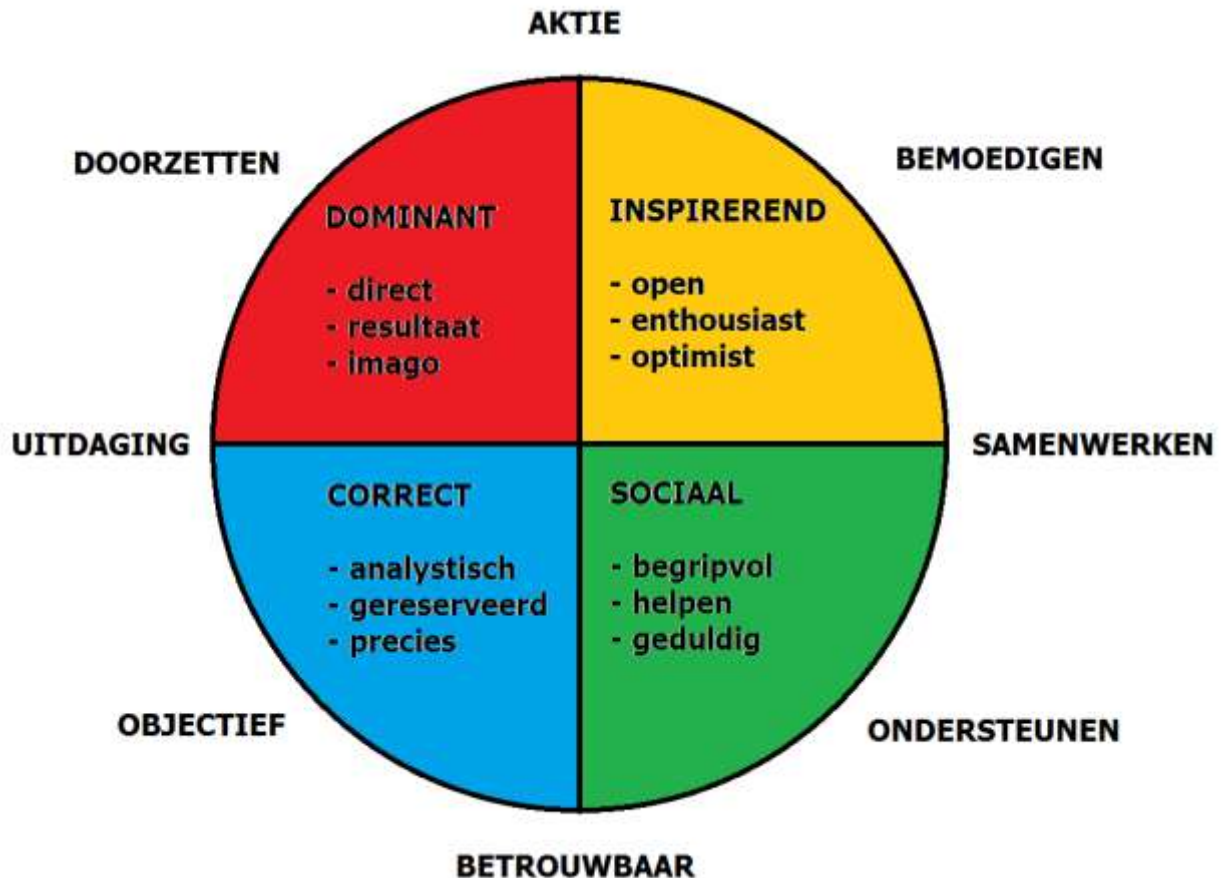 AKTIE
DOORZETTEN
BEMOEDIGEN
DOMINANT
- direct
- resultaat
- imago
INSPIREREND
- open
- enthousiast
- optimist
UITDAGING
SAMENWERKEN
CORRECT
- analystisch
- gereserveerd
- precies
SOCIAAL
- begripvol
- helpen
- geduldig
OBJECTIEF
ONDERSTEUNEN
BETROUWBAAR